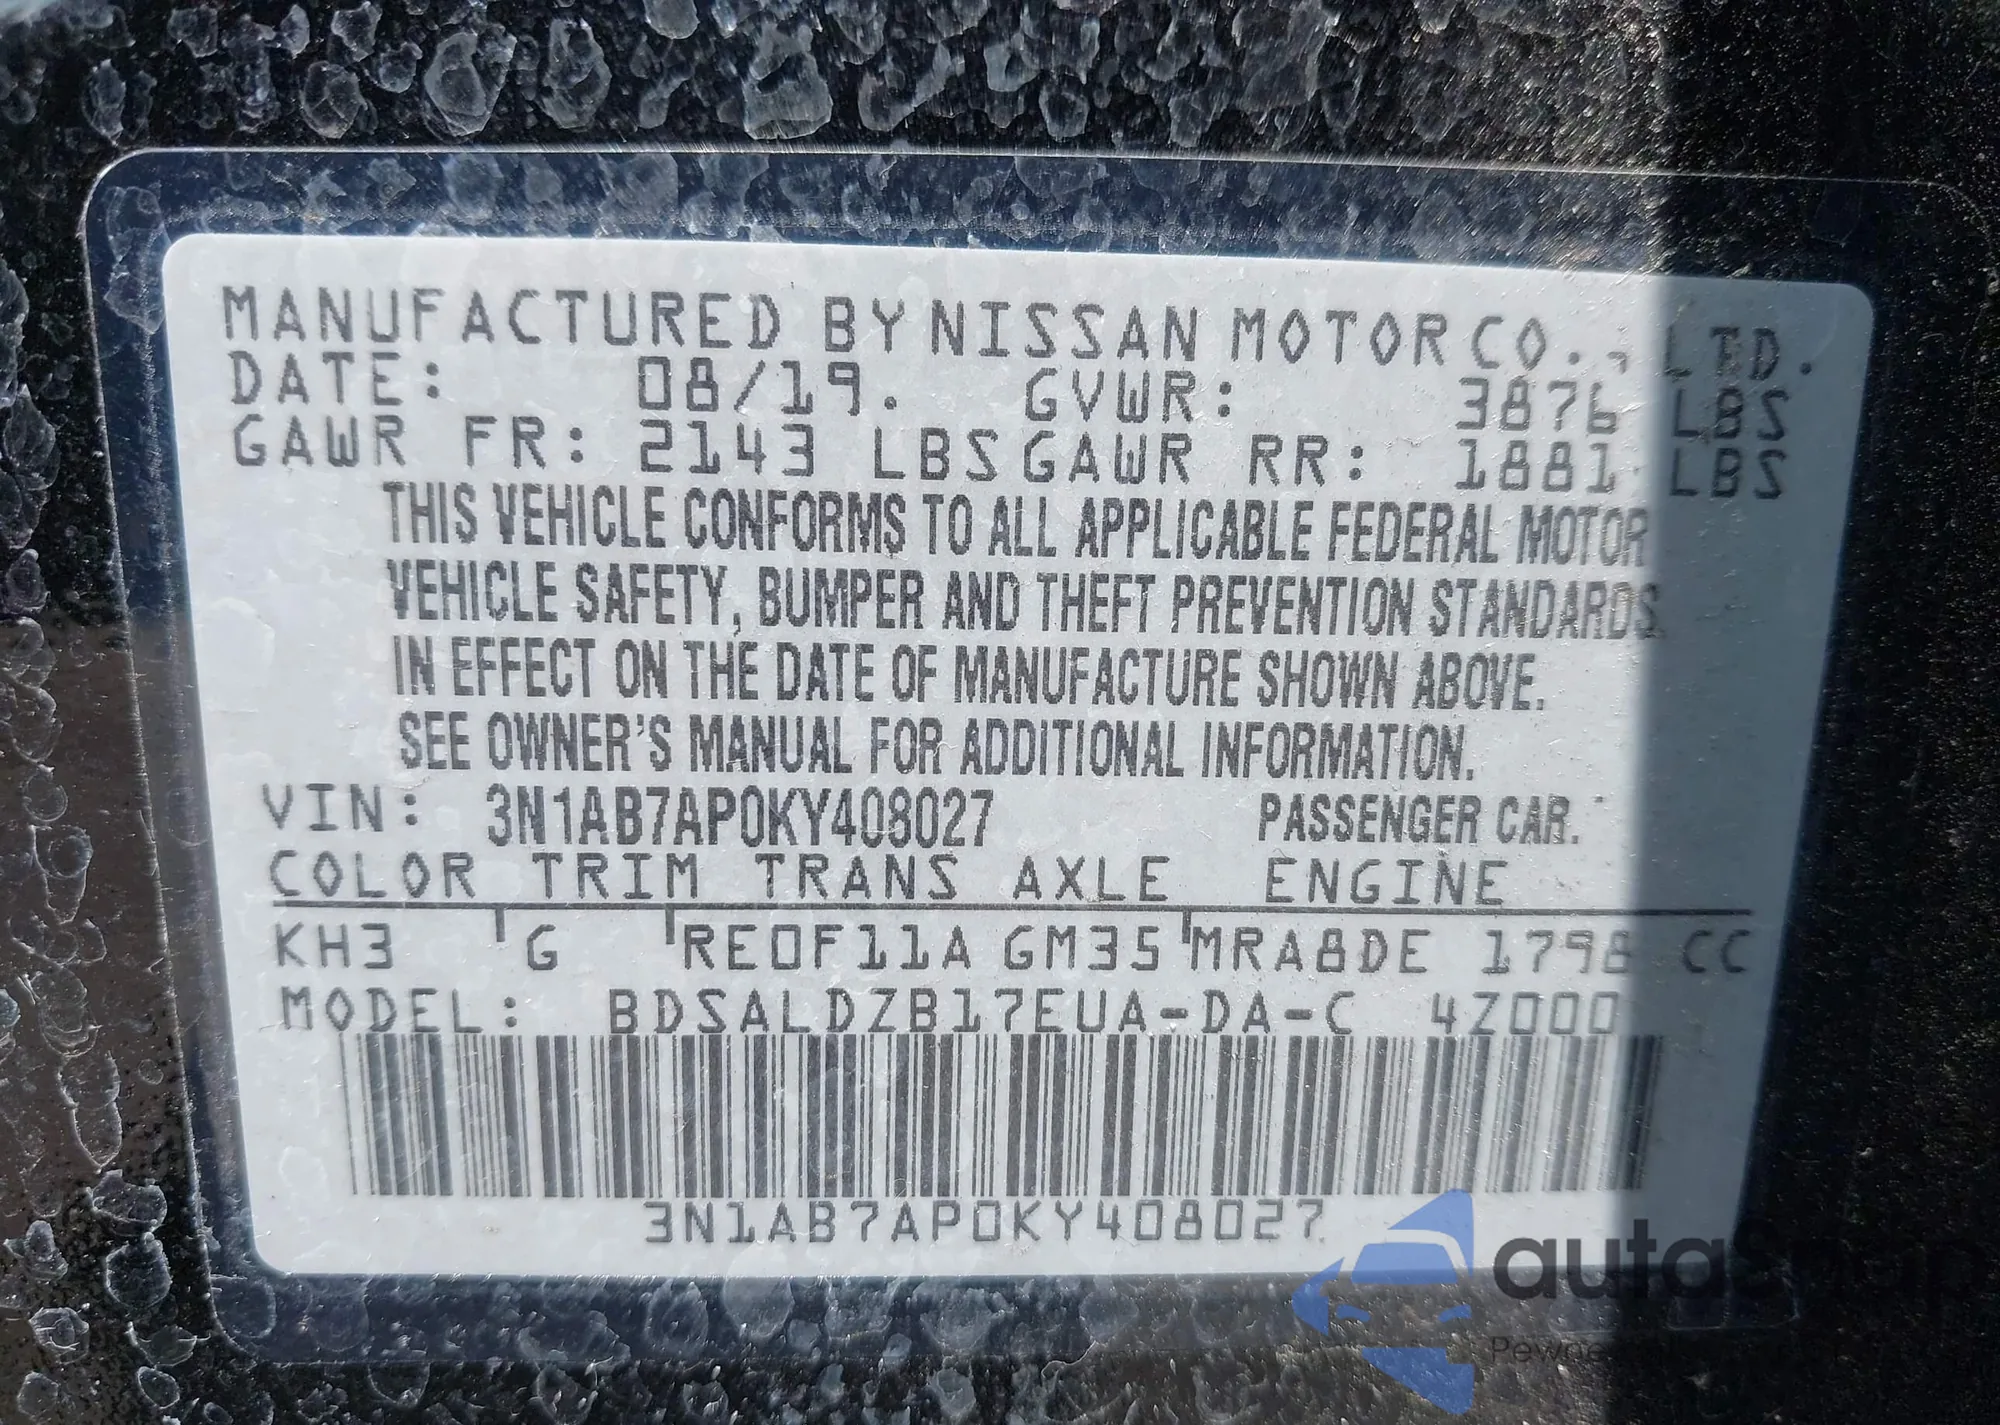 MANUFACTURED BY NISSAN MOTOR CO., LTD.
DATE: 08/19. GVWR: 3876 LBS
GAWR FR: 2143 LBS GAWR RR: 1881 LBS
THIS VEHICLE CONFORMS TO ALL APPLICABLE FEDERAL MOTOR
VEHICLE SAFETY, BUMPER AND THEFT PREVENTION STANDARDS
IN EFFECT ON THE DATE OF MANUFACTURE SHOWN ABOVE.
SEE OWNER'S MANUAL FOR ADDITIONAL INFORMATION.
VIN: 3N1AB7AP0KY408027 PASSENGER CAR.
COLOR TRIM TRANS AXLE ENGINE
KH3 G RE0F11A GM35 MRA8DE 1798 CC
MODEL: BDSALDZB17EUA-DA-C 4Z000
3N1AB7AP0KY408027
autasnap